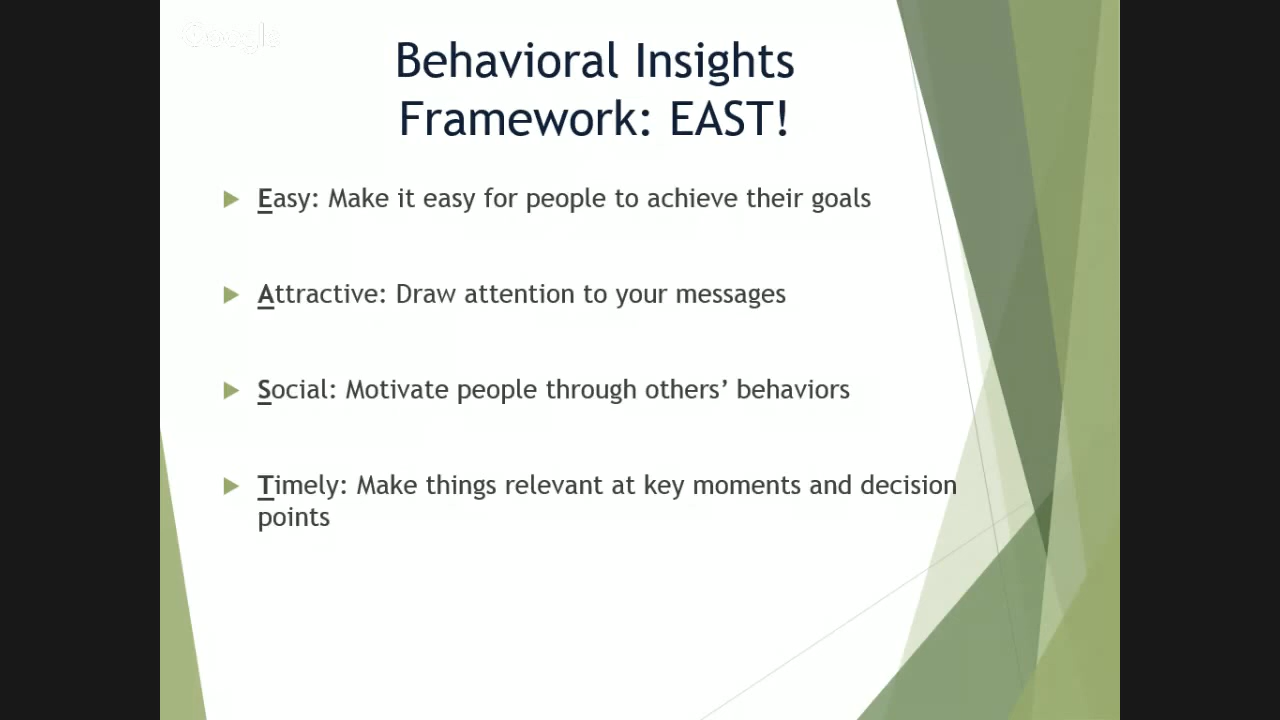 Google
Behavioral Insights
Framework: EAST!
Easy: Make it easy for people to achieve their goals
Attractive: Draw attention to your messages
Social: Motivate people through others’ behaviors
Timely: Make things relevant at key moments and decision
points